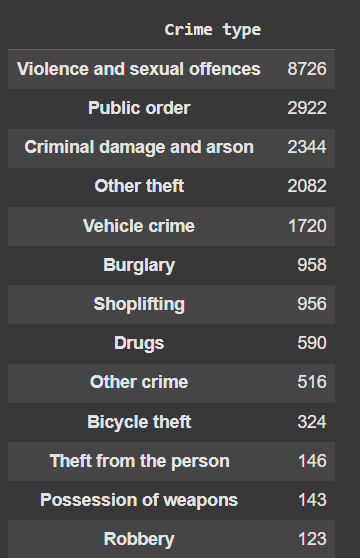 Crime type
Violence and sexual offences 8726
Public order 2922
Criminal damage and arson 2344
Other theft 2082
Vehicle crime 1720
Burglary 958
Shoplifting 956
Drugs 590
Other crime 516
Bicycle theft 324
Theft from the person 146
Possession of weapons 143
Robbery 123